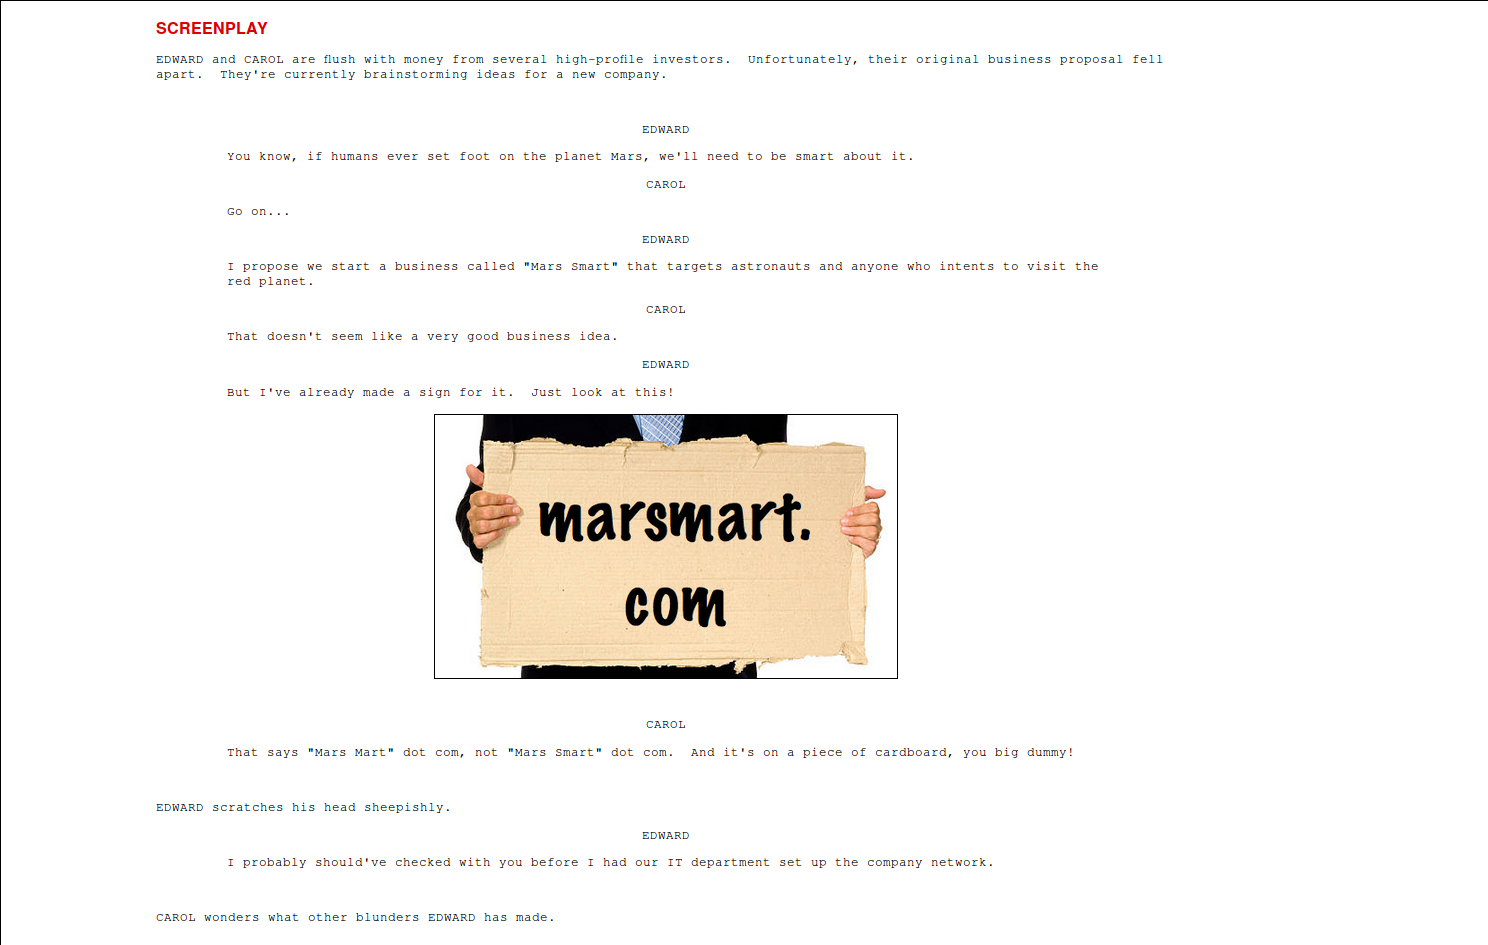 SCREENPLAY
EDWARD and CAROL are flush with money from several high-profile investors.  Unfortunately, their original business proposal fell
apart.  They're currently brainstorming ideas for a new company.
EDWARD
You know, if humans ever set foot on the planet Mars, we'll need to be smart about it.
CAROL
Go on...
EDWARD
I propose we start a business called "Mars Smart" that targets astronauts and anyone who intents to visit the
red planet.
CAROL
That doesn't seem like a very good business idea.
EDWARD
But I've already made a sign for it.  Just look at this!
marsmart.
com
CAROL
That says "Mars Mart" dot com, not "Mars Smart" dot com.  And it's on a piece of cardboard, you big dummy!
EDWARD scratches his head sheepishly.
EDWARD
I probably should've checked with you before I had our IT department set up the company network.
CAROL wonders what other blunders EDWARD has made.